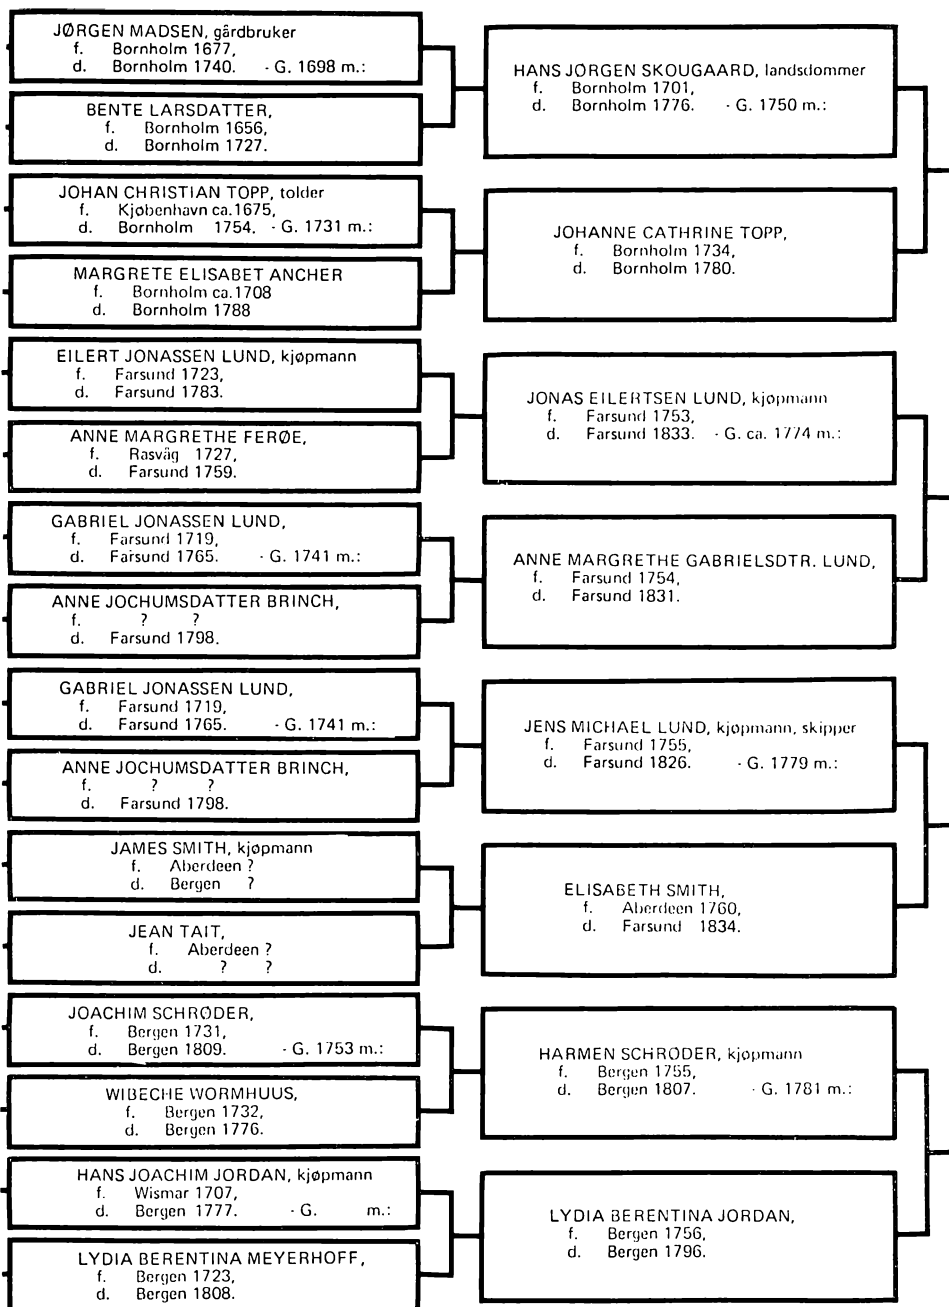 JØRGEN MADSEN, gårdbruker
f. Bornholm 1677,
d. Bornholm 1740. - G. 1698 m.:
BENTE LARSDATTER,
f. Bornholm 1656,
d. Bornholm 1727.
JOHAN CHRISTIAN TOPP, tolder
f. Kjøbenhavn ca.1675,
d. Bornholm 1754. - G. 1731 m.:
MARGRETE ELISABET ANCHER
f. Bornholm ca.1708
d. Bornholm 1788
EILERT JONASSEN LUND, kjøpmann
f. Farsund 1723,
d. Farsund 1783.
ANNE MARGRETHE FERØE,
f. Rasvåg 1727,
d. Farsund 1759.
GABRIEL JONASSEN LUND,
f. Farsund 1719,
d. Farsund 1765. - G. 1741 m.:
ANNE JOCHUMSDATTER BRINCH,
f. ? ?
d. Farsund 1798.
GABRIEL JONASSEN LUND,
f. Farsund 1719,
d. Farsund 1765. - G. 1741 m.:
ANNE JOCHUMSDATTER BRINCH,
f. ? ?
d. Farsund 1798.
JAMES SMITH, kjøpmann
f. Aberdeen ?
d. Bergen ?
JEAN TAIT,
f. Aberdeen ?
d. ? ?
JOACHIM SCHRØDER,
f. Bergen 1731,
d. Bergen 1809. - G. 1753 m.:
WIBECHE WORMHUUS,
f. Bergen 1732,
d. Bergen 1776.
HANS JOACHIM JORDAN, kjøpmann
f. Wismar 1707,
d. Bergen 1777. - G. m.:
LYDIA BERENTINA MEYERHOFF,
f. Bergen 1723,
d. Bergen 1808.
HANS JØRGEN SKOUGAARD, landsdommer
f. Bornholm 1701,
d. Bornholm 1776. - G. 1750 m.:
JOHANNE CATHRINE TOPP,
f. Bornholm 1734,
d. Bornholm 1780.
JONAS EILERTSEN LUND, kjøpmann
f. Farsund 1753,
d. Farsund 1833. - G. ca. 1774 m.:
ANNE MARGRETHE GABRIELSDTR. LUND,
f. Farsund 1754,
d. Farsund 1831.
JENS MICHAEL LUND, kjøpmann, skipper
f. Farsund 1755,
d. Farsund 1826. - G. 1779 m.:
ELISABETH SMITH,
f. Aberdeen 1760,
d. Farsund 1834.
HARMEN SCHRØDER, kjøpmann
f. Bergen 1755,
d. Bergen 1807. - G. 1781 m.:
LYDIA BERENTINA JORDAN,
f. Bergen 1756,
d. Bergen 1796.